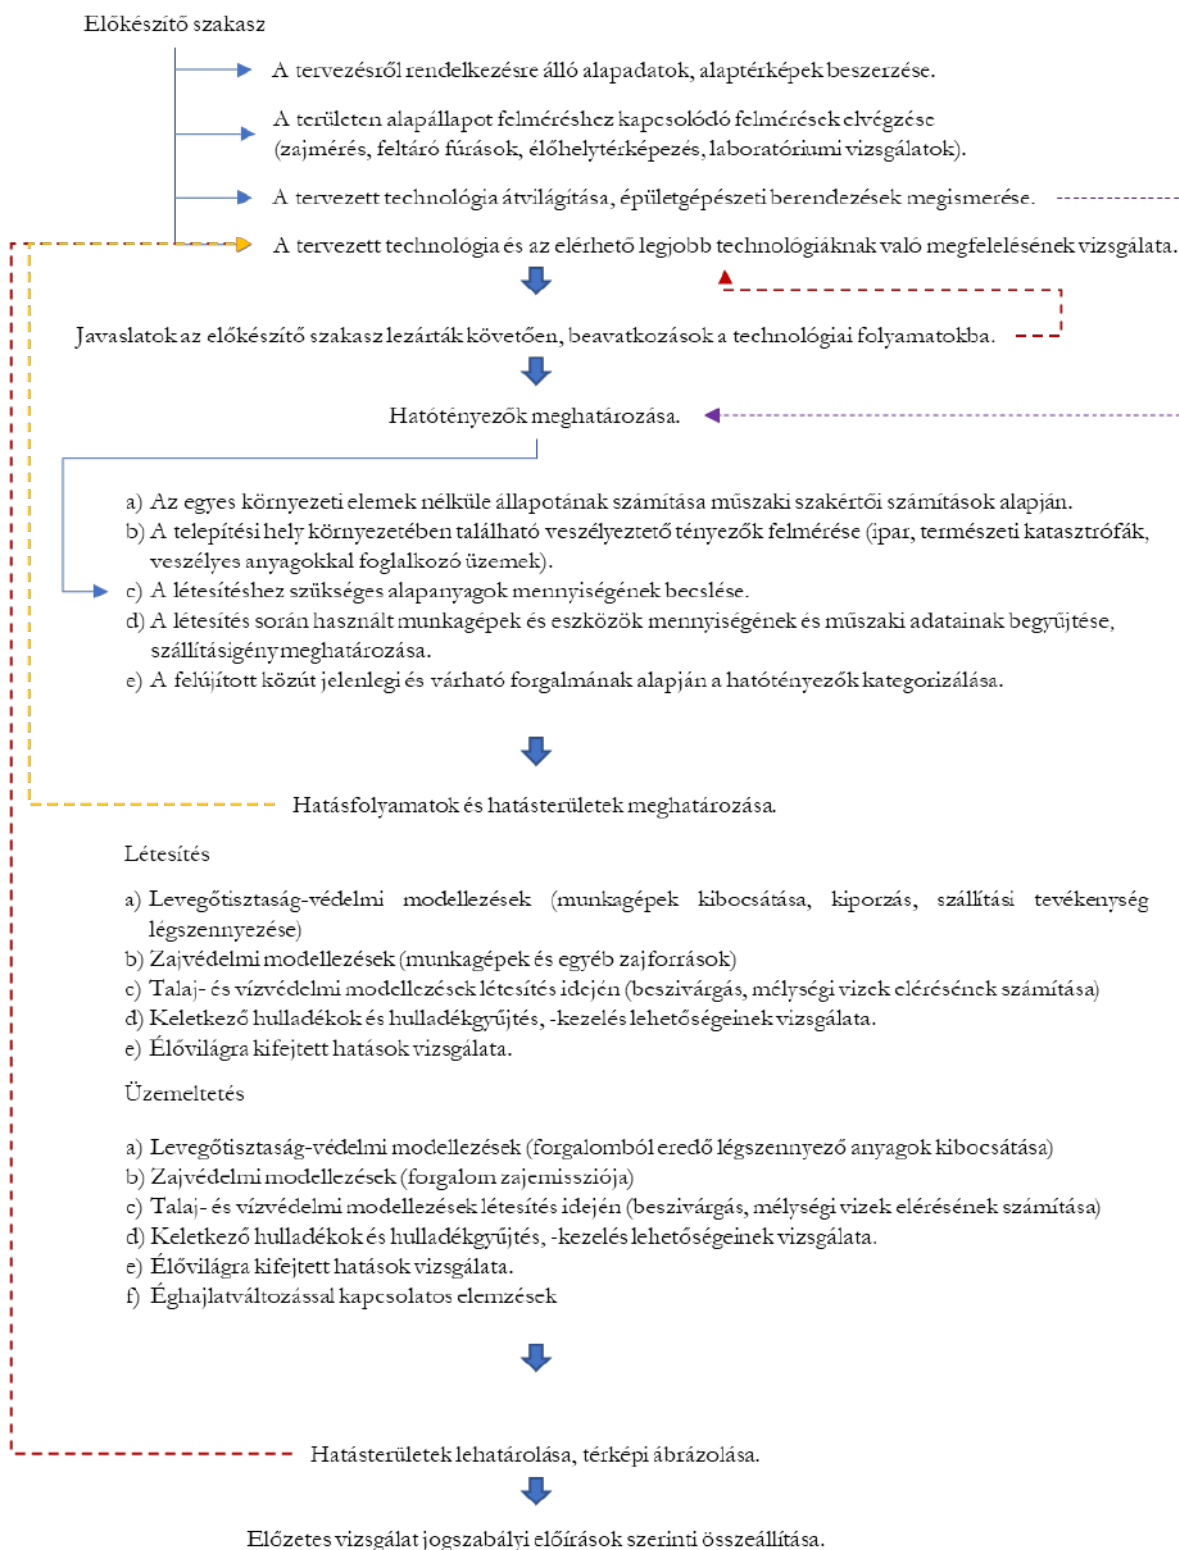 Előkészítő szakasz
A tervezésről rendelkezésre álló alapadatok, alaptérképek beszerzése.
A területen alapállapot felméréshez kapcsolódó felmérések elvégzése
(zajmérés, feltáró fúrások, élőhelytérképezés, laboratóriumi vizsgálatok).
A tervezett technológia átvilágítása, épületgépészeti berendezések megismerése.
A tervezett technológia és az elérhető legjobb technológiáknak való megfelelésének vizsgálata.
Javaslatok az előkészítő szakasz lezárták követően, beavatkozások a technológiai folyamatokba.
Hatótényezők meghatározása.
a) Az egyes környezeti elemek nélküle állapotának számítása műszaki szakértői számítások alapján.
b) A telepítési hely környezetében található veszélyeztető tényezők felmérése (ipar, természeti katasztrófák,
veszélyes anyagokkal foglalkozó üzemek).
c) A létesítéshez szükséges alapanyagok mennyiségének becslése.
d) A létesítés során használt munkagépek és eszközök mennyiségének és műszaki adatainak begyűjtése,
szállításigény meghatározása.
e) A felújított közút jelenlegi és várható forgalmának alapján a hatótényezők kategorizálása.
Hatásfolyamatok és hatásterületek meghatározása.
Létesítés
a) Levegőtisztaság-védelmi modellezések (munkagépek kibocsátása, kiporzás, szállítási tevékenység
légszennyezése)
b) Zajvédelmi modellezések (munkagépek és egyéb zajforrások)
c) Talaj- és vízvédelmi modellezések létesítés idején (beszivárgás, mélységi vizek elérésének számítása)
d) Keletkező hulladékok és hulladékgyűjtés, -kezelés lehetőségeinek vizsgálata.
e) Élővilágra kifejtett hatások vizsgálata.
Üzemeltetés
a) Levegőtisztaság-védelmi modellezések (forgalomból eredő légszennyező anyagok kibocsátása)
b) Zajvédelmi modellezések (forgalom zajemissziója)
c) Talaj- és vízvédelmi modellezések létesítés idején (beszivárgás, mélységi vizek elérésének számítása)
d) Keletkező hulladékok és hulladékgyűjtés, -kezelés lehetőségeinek vizsgálata.
e) Élővilágra kifejtett hatások vizsgálata.
f) Éghajlatváltozással kapcsolatos elemzések
Hatásterületek lehatárolása, térképi ábrázolása.
Előzetes vizsgálat jogszabályi előírások szerinti összeállítása.